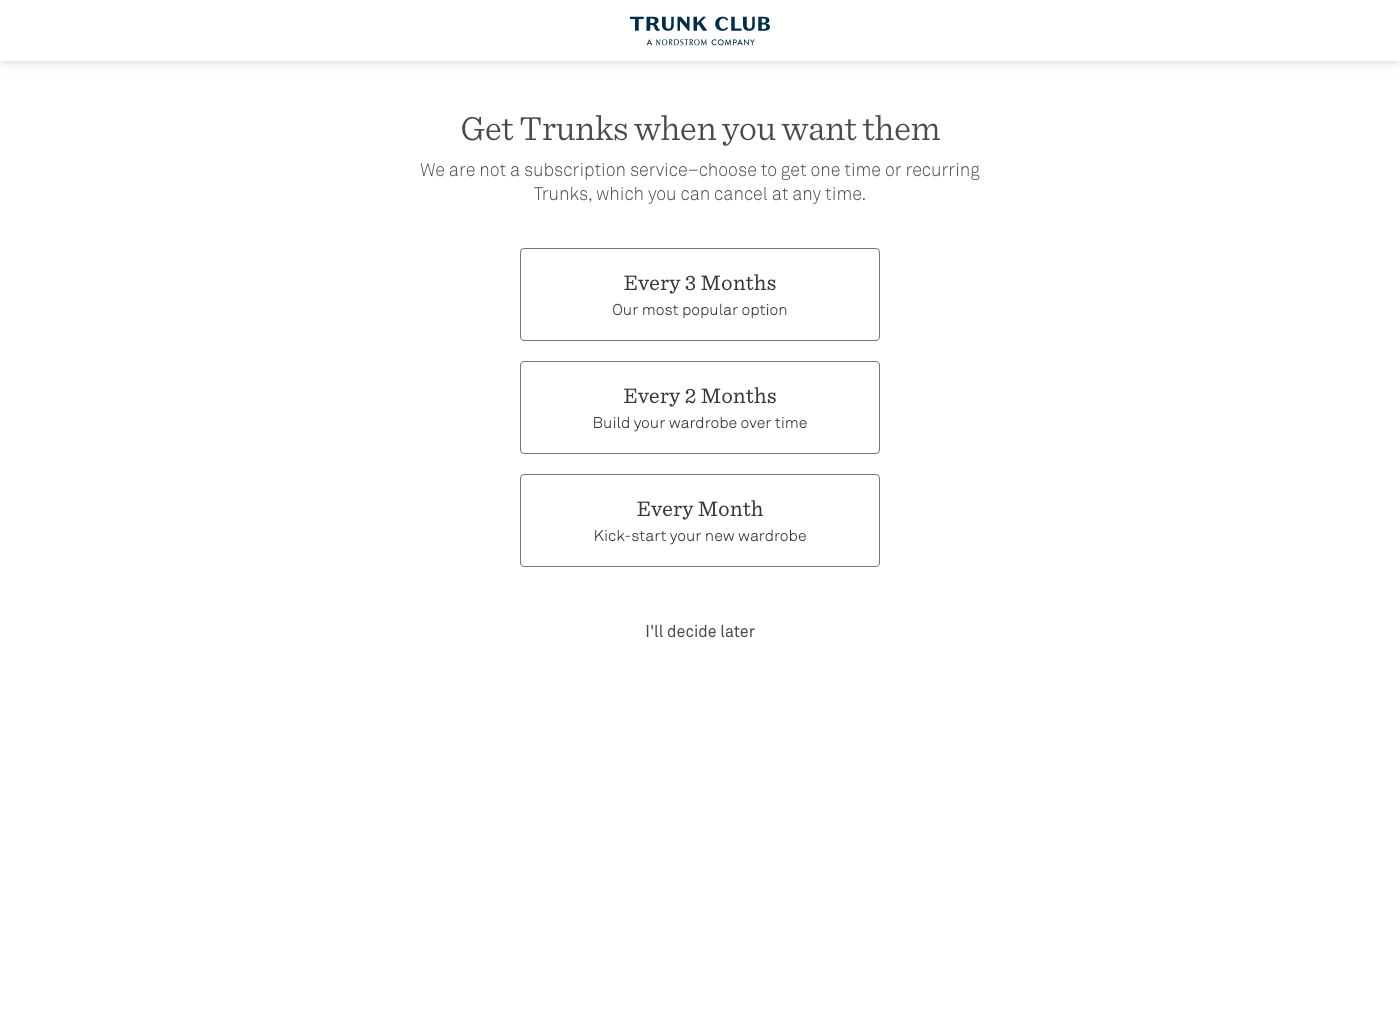 TRUNK CLUB
A NORDSTROM COMPANY
Get Trunks when you want them
We are not a subscription service–choose to get one time or recurring
Trunks, which you can cancel at any time.
Every 3 Months
Our most popular option
Every 2 Months
Build your wardrobe over time
Every Month
Kick-start your new wardrobe
I'll decide later